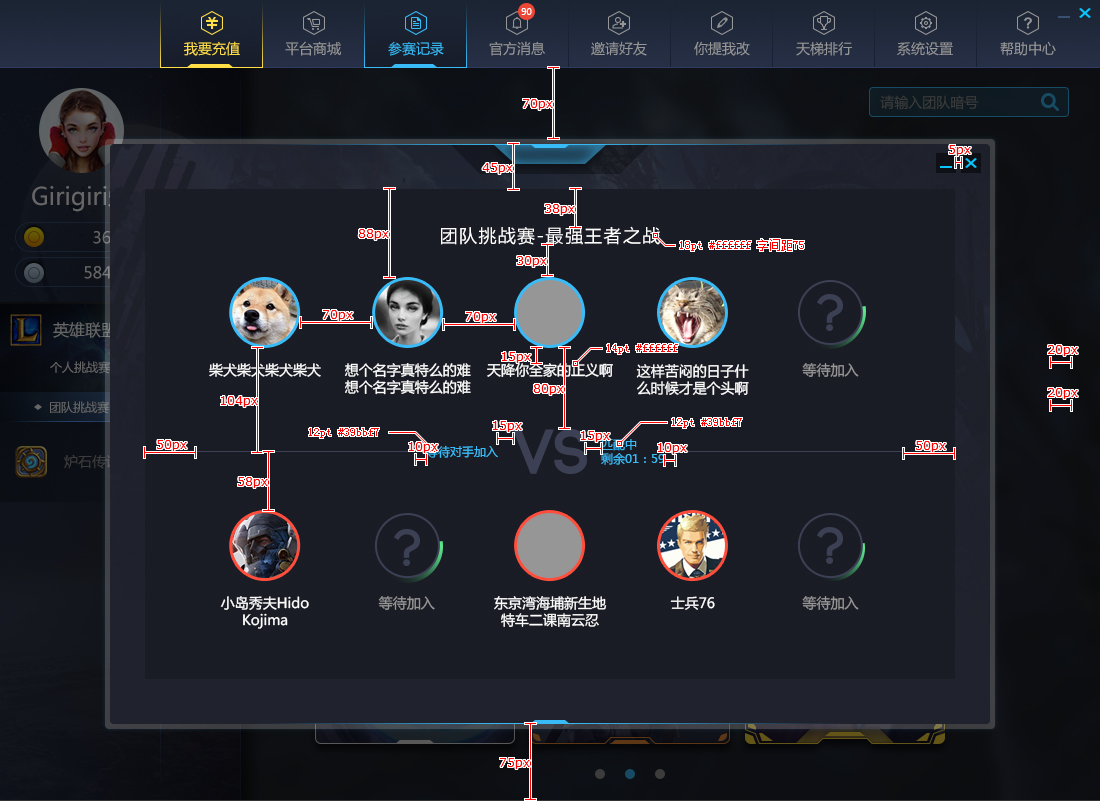 90
我要充值
平台商城
参赛记录
官方消息
邀请好友
你提我改
天梯排行
系统设置
帮助中心
70px
请输入团队暗号
45px
5px
Girigiri
36
584
英雄联盟
个人挑战赛
团队挑战赛
炉石传
88px
38px
团队挑战赛-最强王者之战
18pt #ffffff 字间距75
30px
70px
70px
15px
14pt #ffffff
柴犬柴犬柴犬柴犬
想个名字真特么的难
想个名字真特么的难
天降你全家的正义啊
这样苦闷的日子什
么时候才是个头啊
等待加入
20px
20px
104px
80px
12pt #39bbf7
15px
15px
12pt #39bbf7
50px
10px
等待对手加入
VS
匹配中
剩余01：59
10px
50px
58px
小岛秀夫Hido
Kojima
等待加入
东京湾海埔新生地
特车二课南云忍
士兵76
等待加入
75px